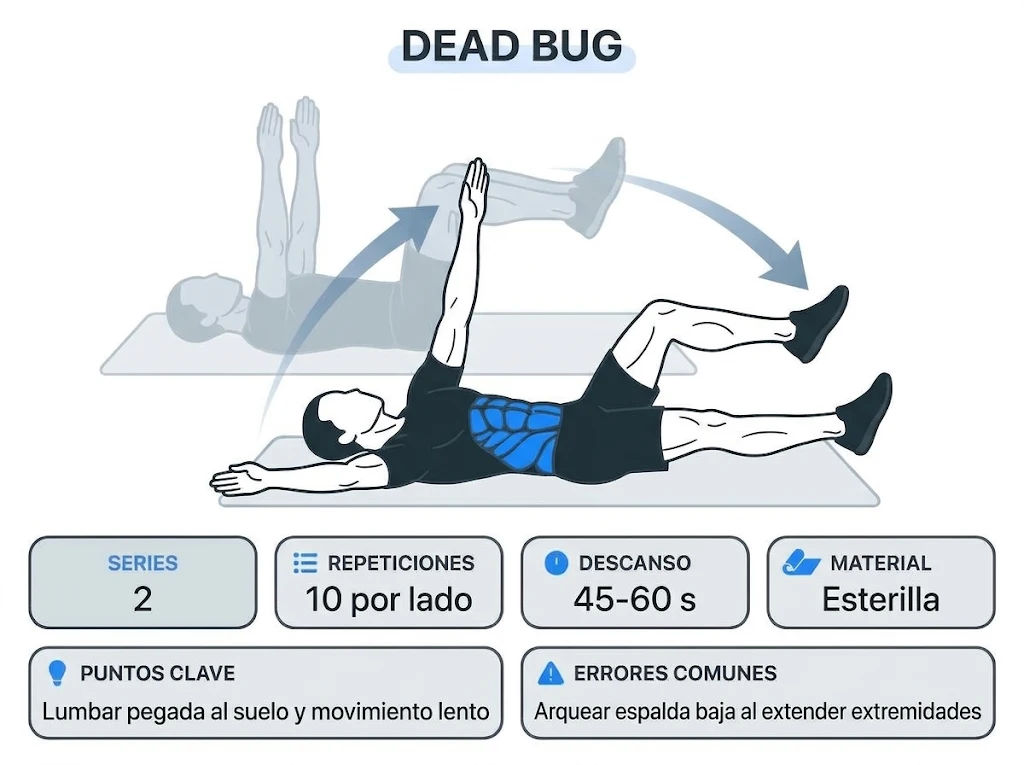 DEAD BUG
SERIES
2
REPETICIONES
10 por lado
DESCANSO
45-60 s
MATERIAL
Esterilla
PUNTOS CLAVE
Lumbar pegada al suelo y movimiento lento
ERRORES COMUNES
Arquear espalda baja al extender extremidades